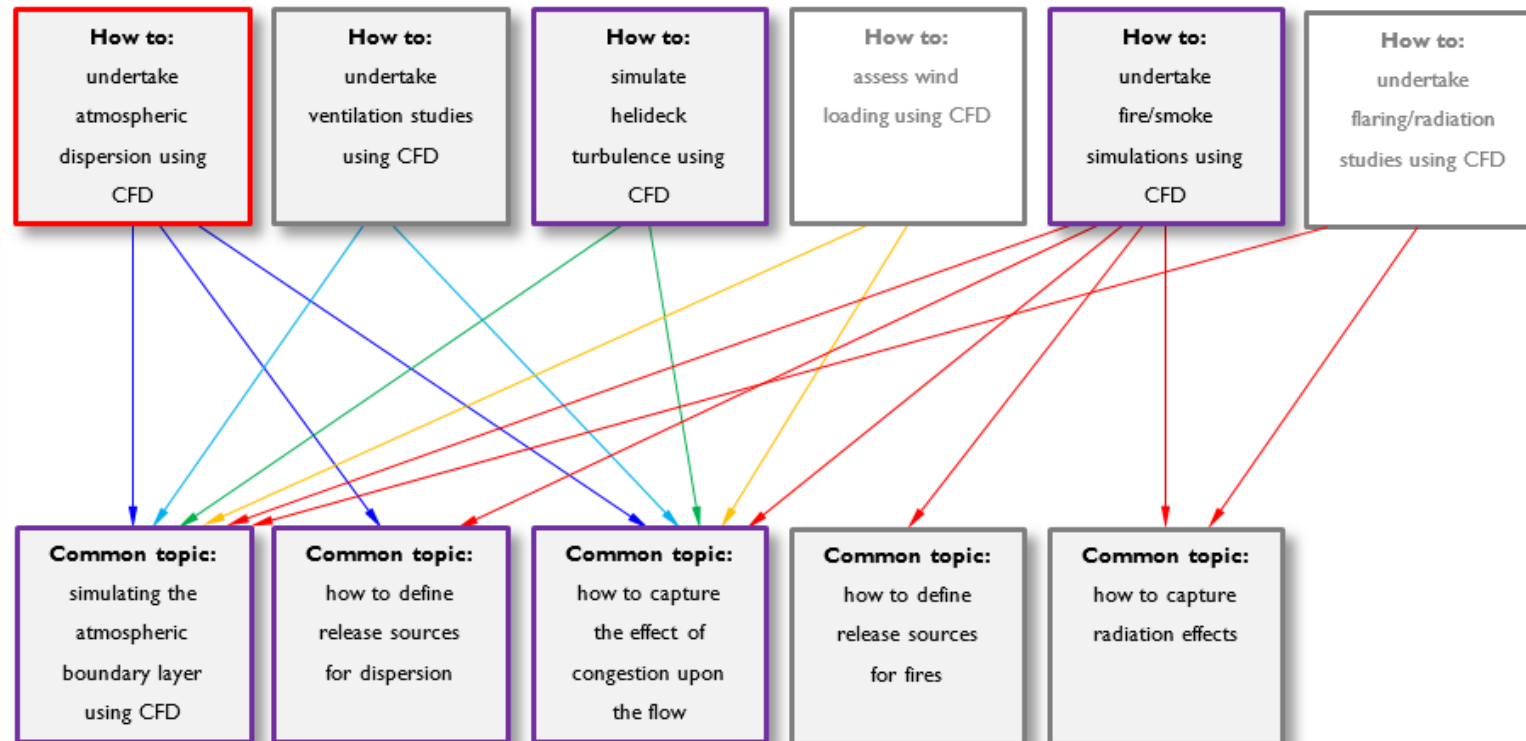 How to:
undertake
atmospheric
dispersion using
CFD
How to:
undertake
ventilation studies
using CFD
How to:
simulate
helideck
turbulence using
CFD
How to:
assess wind
loading using CFD
How to:
undertake
fire/smoke
simulations using
CFD
How to:
undertake
flaring/radiation
studies using CFD
Common topic:
simulating the
atmospheric
boundary layer
using CFD
Common topic:
how to define
release sources
for dispersion
Common topic:
how to capture
the effect of
congestion upon
the flow
Common topic:
how to define
release sources
for fires
Common topic:
how to capture
radiation effects